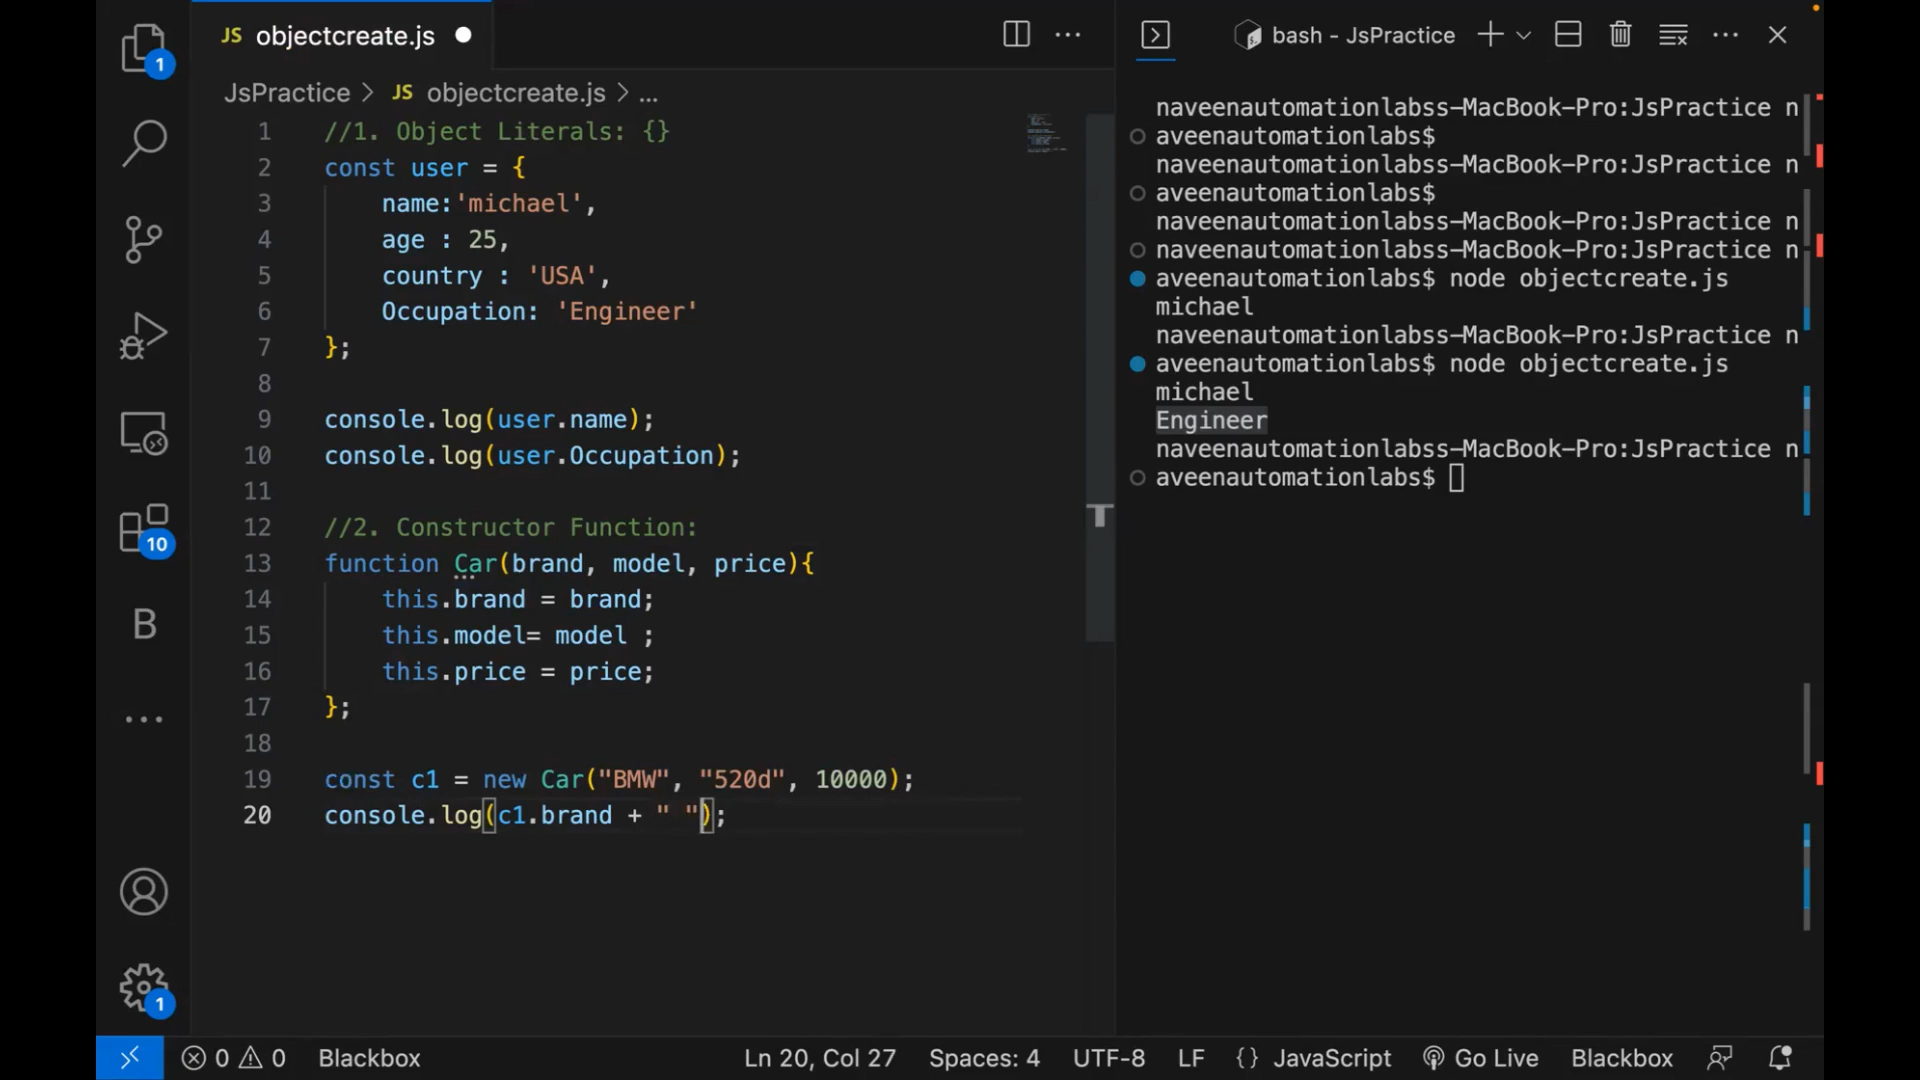 JS objectcreate.js
bash - JsPractice
1
JsPractice > JS objectcreate.js > ...
1 //1. Object Literals: {}
2 const user = {
3 name:'michael',
4 age : 25,
5 country : 'USA',
6 Occupation: 'Engineer'
7 };
8
9 console.log(user.name);
10 console.log(user.Occupation);
11
12 //2. Constructor Function:
13 function Car(brand, model, price){
14 this.brand = brand;
15 this.model= model ;
16 this.price = price;
17 };
18
19 const c1 = new Car("BMW", "520d", 10000);
20 console.log(c1.brand + " ");
10
B
1
T
naveenautomationlabss-MacBook-Pro:JsPractice n
aveenautomationlabs$
naveenautomationlabss-MacBook-Pro:JsPractice n
aveenautomationlabs$
naveenautomationlabss-MacBook-Pro:JsPractice n
naveenautomationlabss-MacBook-Pro:JsPractice n
aveenautomationlabs$ node objectcreate.js
michael
naveenautomationlabss-MacBook-Pro:JsPractice n
aveenautomationlabs$ node objectcreate.js
michael
Engineer
naveenautomationlabss-MacBook-Pro:JsPractice n
aveenautomationlabs$
0 0 Blackbox Ln 20, Col 27 Spaces: 4 UTF-8 LF {} JavaScript Go Live Blackbox